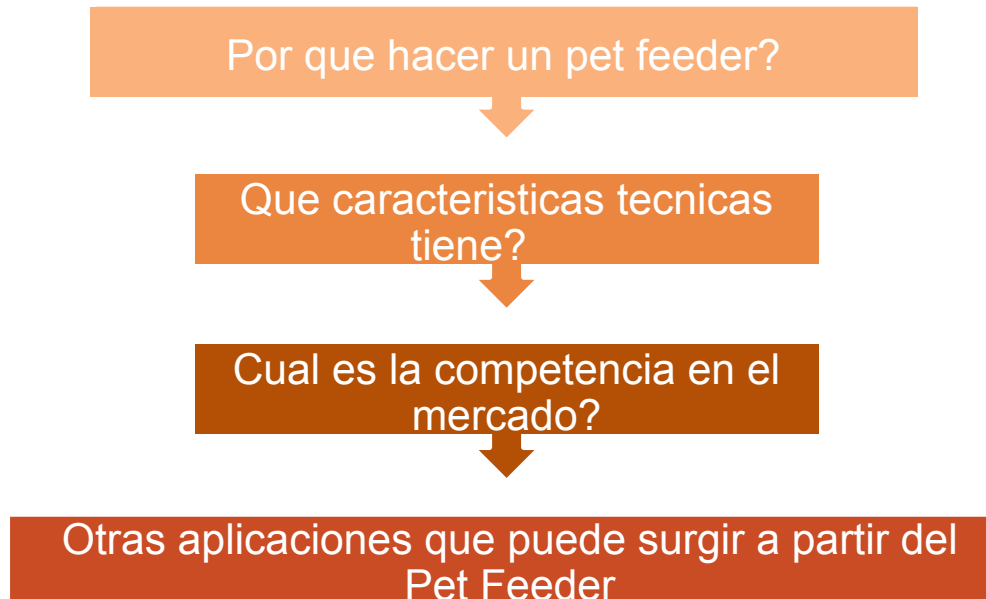 Por que hacer un pet feeder?
Que caracteristicas tecnicas
tiene?
Cual es la competencia en el
mercado?
Otras aplicaciones que puede surgir a partir del
Pet Feeder